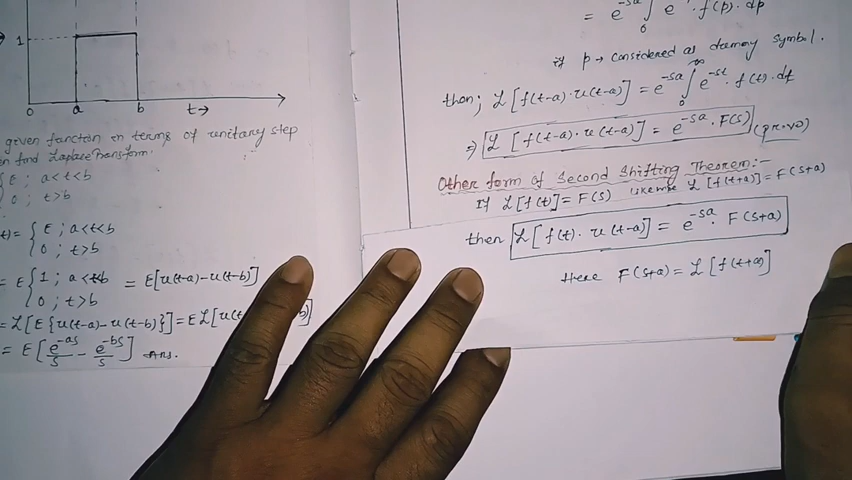 1
0 a b t→
given function in terms of unitary step
find Laplace Transform.
E ; a<t<b
0 ; t>b
t)= { E ; a<t<b
0 ; t>b
= E { 1 ; a<t<b = E[u(t-a)-u(t-b)]
0 ; t>b
= L[E{u(t-a)-u(t-b)}] = E L[u(t b)]
= E [ e^-as/s - e^-bs/s ] Ans.
= e^-sa ∫ e f(p). dp
0
if p → considered as dummy symbol.
then; L[f(t-a)·u(t-a)] = e^-sa ∫₀^∞ e^-st · f(t).dt
⇒ L[f(t-a)·u(t-a)] = e^-sa · F(s) (proved)
Other form of Second Shifting Theorem:-
If L[f(t)] = F(s) likewise L[f(t+a)] = F(s+a)
then L[f(t)· u(t-a)] = e^-sa · F(s+a)
Here F(s+a) = L[f(t+a)]